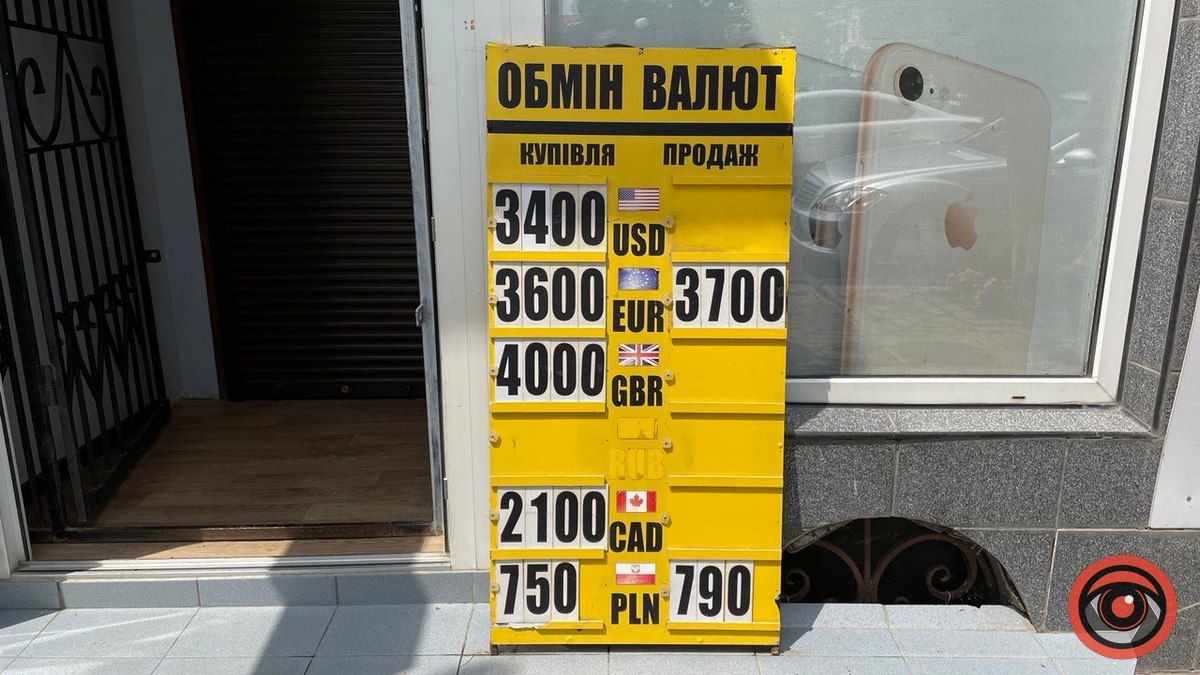 ОБМІН ВАЛЮТ
КУПІВЛЯ ПРОДАЖ
3400 USD
3600 EUR 3700
4000 GBR
RUB
2100 CAD
750 PLN 790